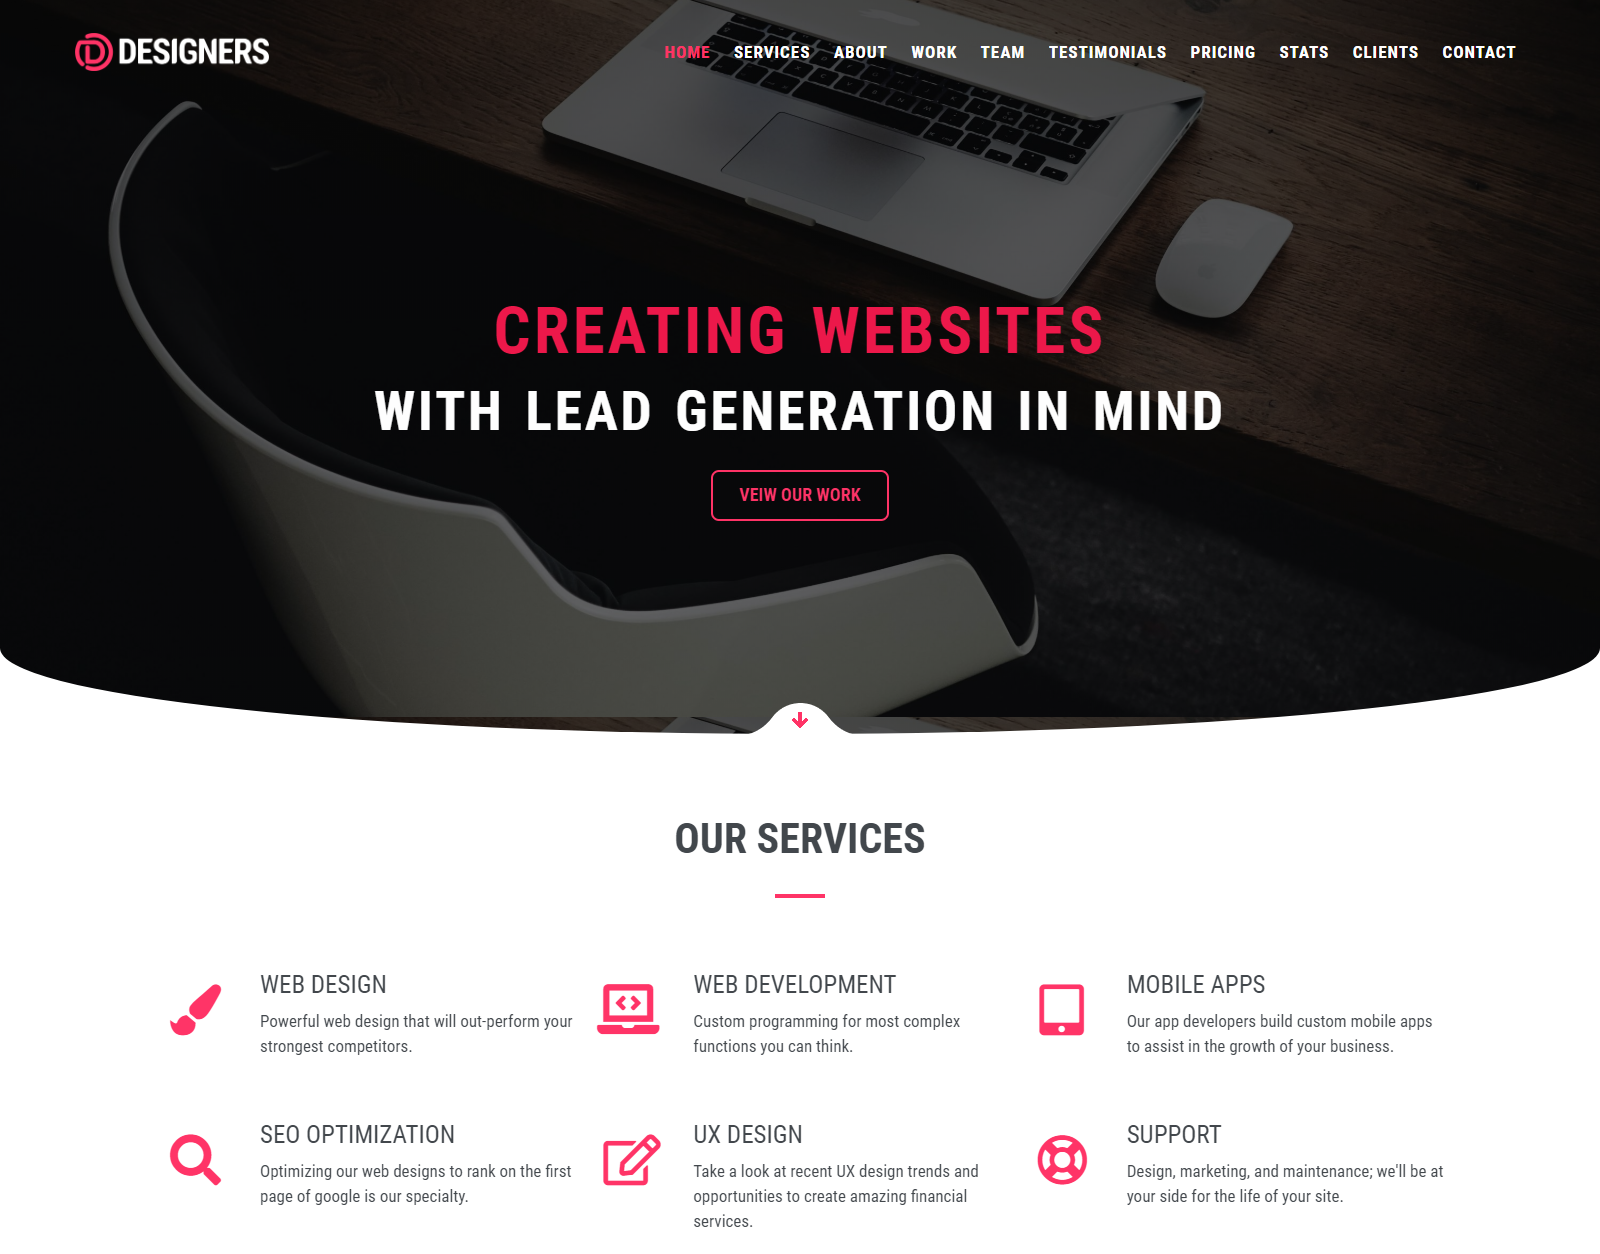 DESIGNERS
HOME SERVICES ABOUT WORK TEAM TESTIMONIALS PRICING STATS CLIENTS CONTACT
CREATING WEBSITES
WITH LEAD GENERATION IN MIND
VEIW OUR WORK
OUR SERVICES
WEB DESIGN
Powerful web design that will out-perform your
strongest competitors.
WEB DEVELOPMENT
Custom programming for most complex
functions you can think.
MOBILE APPS
Our app developers build custom mobile apps
to assist in the growth of your business.
SEO OPTIMIZATION
Optimizing our web designs to rank on the first
page of google is our specialty.
UX DESIGN
Take a look at recent UX design trends and
opportunities to create amazing financial
services.
SUPPORT
Design, marketing, and maintenance; we'll be at
your side for the life of your site.